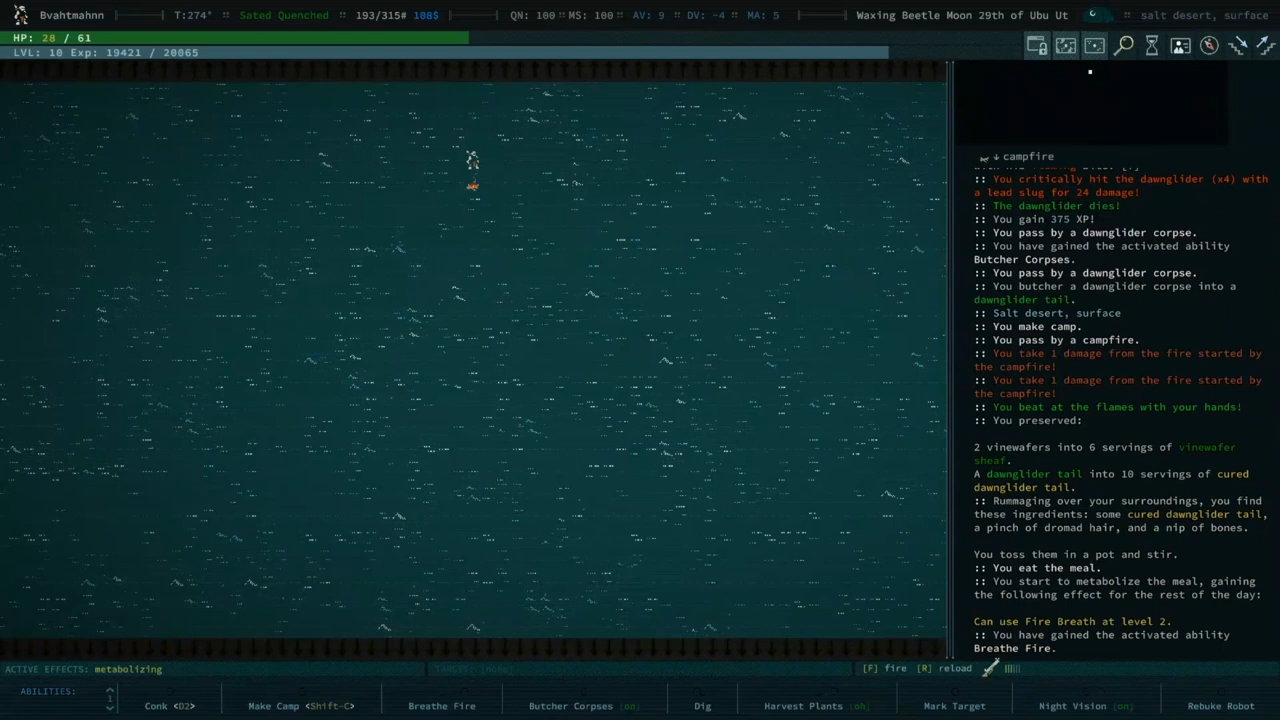 Bvahtmahnn T:274° :: Sated Quenched :: 193/315# 108$ QN: 100 :: MS: 100 :: AV: 9 :: DV: -4 :: MA: 5 Waxing Beetle Moon 29th of Ubu Ut :: salt desert, surface
HP: 28 / 61
LVL: 10 Exp: 19421 / 20065
↓ campfire
:: You critically hit the dawnglider (x4) with
a lead slug for 24 damage!
:: The dawnglider dies!
:: You gain 375 XP!
:: You pass by a dawnglider corpse.
:: You have gained the activated ability
Butcher Corpses.
:: You pass by a dawnglider corpse.
:: You butcher a dawnglider corpse into a
dawnglider tail.
:: Salt desert, surface
:: You make camp.
:: You pass by a campfire.
:: You take 1 damage from the fire started by
the campfire!
:: You take 1 damage from the fire started by
the campfire!
:: You beat at the flames with your hands!
:: You preserved:
2 vinewafers into 6 servings of vinewafer
sheaf.
A dawnglider tail into 10 servings of cured
dawnglider tail.
:: Rummaging over your surroundings, you find
these ingredients: some cured dawnglider tail,
a pinch of dromad hair, and a nip of bones.
You toss them in a pot and stir.
:: You eat the meal.
:: You start to metabolize the meal, gaining
the following effect for the rest of the day:
Can use Fire Breath at level 2.
:: You have gained the activated ability
Breathe Fire.
ACTIVE EFFECTS: metabolizing TARGET: [none] [F] fire [R] reload
ABILITIES: 1 Conk <D2> Make Camp <Shift-C> Breathe Fire Butcher Corpses [on] Dig Harvest Plants [on] Mark Target Night Vision [on] Rebuke Robot